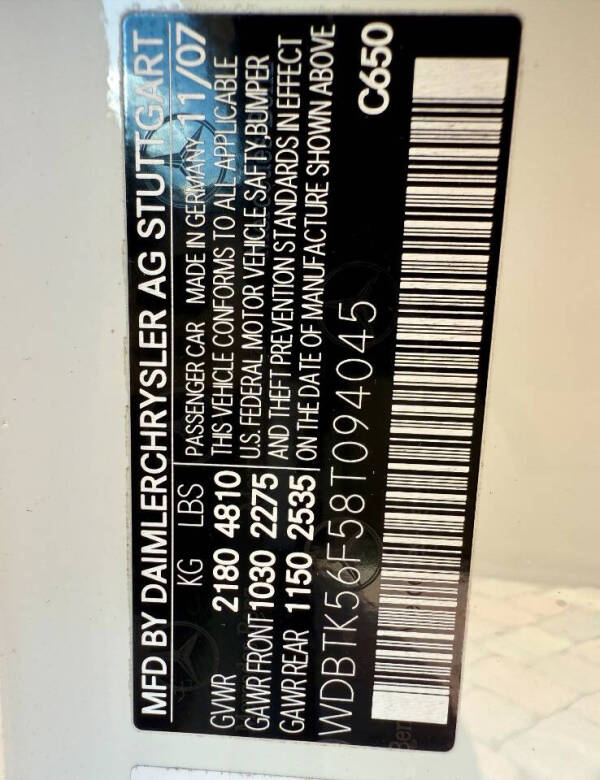 MFD BY DAIMLERCHRYSLER AG STUTTGART
KG LBS
GVWR 2180 4810
GAWR FRONT 1030 2275
GAWR REAR 1150 2535
PASSENGER CAR MADE IN GERMANY 11/07
THIS VEHICLE CONFORMS TO ALL APPLICABLE
U.S. FEDERAL MOTOR VEHICLE SAFTY,BUMPER
AND THEFT PREVENTION STANDARDS IN EFFECT
ON THE DATE OF MANUFACTURE SHOWN ABOVE
WDBTK56F58T094045
C650